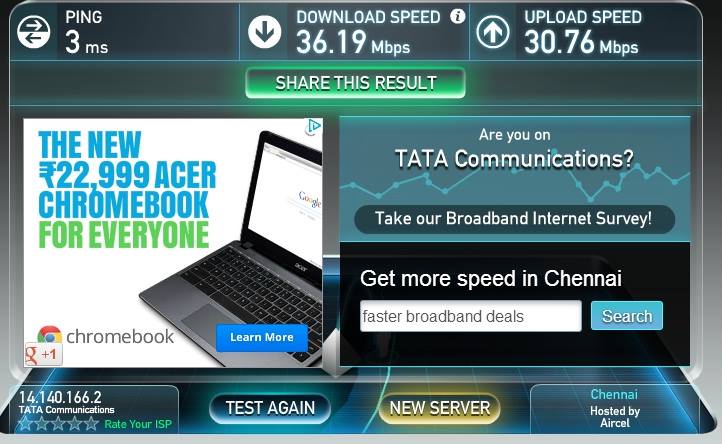 PING
3 ms
DOWNLOAD SPEED
36.19 Mbps
UPLOAD SPEED
30.76 Mbps
SHARE THIS RESULT
THE NEW
₹22,999 ACER
CHROMEBOOK
FOR EVERYONE
Google
acer
chromebook
Learn More
g +1
Are you on
TATA Communications?
Take our Broadband Internet Survey!
Get more speed in Chennai
faster broadband deals
Search
14.140.166.2
TATA Communications
Rate Your ISP
TEST AGAIN
NEW SERVER
Chennai
Hosted by
Aircel